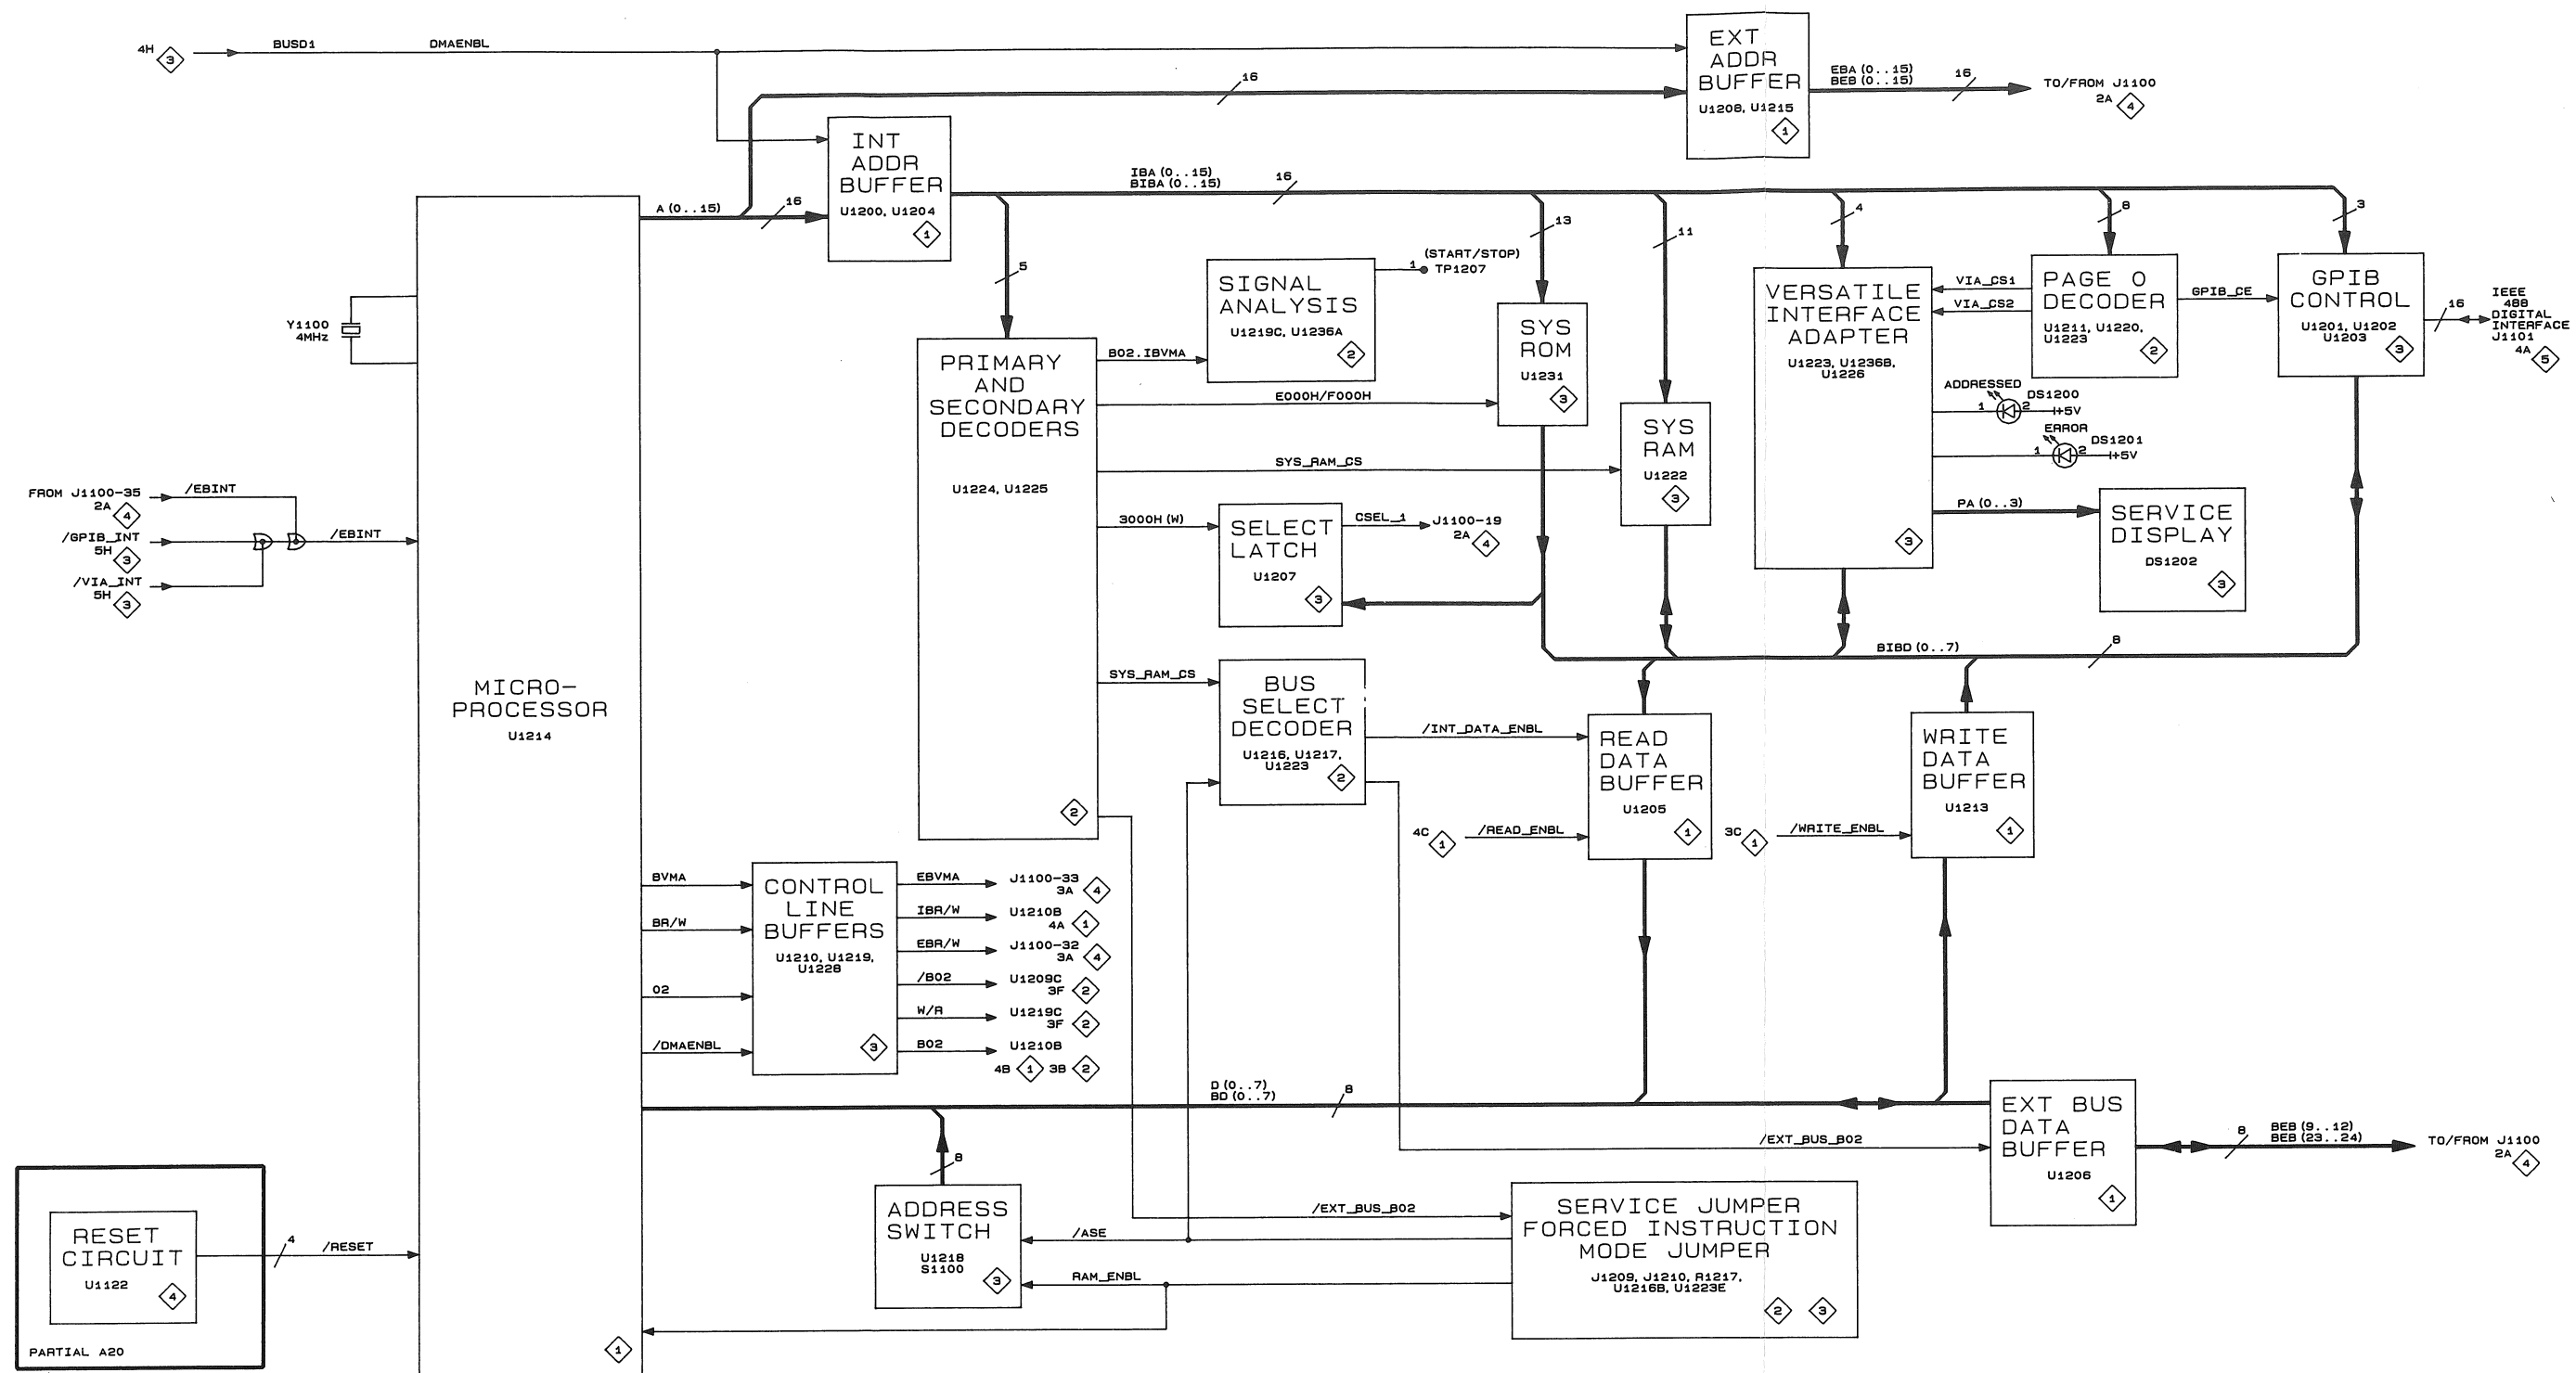 4H
3
BUSD1
DMAENBL
EXT
ADDR
BUFFER
U1208, U1215
1
16
EBA (0..15)
BEB (0..15)
16
TO/FROM J1100
2A
4
INT
ADDR
BUFFER
U1200, U1204
1
A (0..15)
16
IBA (0..15)
BIBA (0..15)
16
5
13
11
4
8
3
MICRO-
PROCESSOR
U1214
1
Y1100
4MHz
FROM J1100-35
2A
4
/EBINT
/GPIB_INT
5H
3
/EBINT
/VIA_INT
5H
3
PRIMARY
AND
SECONDARY
DECODERS
U1224, U1225
2
SIGNAL
ANALYSIS
U1219C, U1236A
2
1
(START/STOP)
TP1207
B02.IBVMA
E000H/F000H
SYS_RAM_CS
3000H (W)
SYS_RAM_CS
SYS
ROM
U1231
3
SYS
RAM
U1222
3
SELECT
LATCH
U1207
3
CSEL_1
J1100-19
2A
4
VERSATILE
INTERFACE
ADAPTER
U1223, U1236B,
U1226
3
VIA_CS1
VIA_CS2
PAGE 0
DECODER
U1211, U1220,
U1223
2
GPIB_CE
GPIB
CONTROL
U1201, U1202
U1203
3
16
IEEE
488
DIGITAL
INTERFACE
J1101
4A
5
ADDRESSED
1
2
DS1200
+5V
ERROR
1
2
DS1201
+5V
PA (0..3)
SERVICE
DISPLAY
DS1202
3
BIBD (0..7)
8
BUS
SELECT
DECODER
U1216, U1217,
U1223
2
/INT_DATA_ENBL
READ
DATA
BUFFER
U1205
1
4C
1
/READ_ENBL
WRITE
DATA
BUFFER
U1213
1
3C
1
/WRITE_ENBL
BVMA
BR/W
02
/DMAENBL
CONTROL
LINE
BUFFERS
U1210, U1219,
U1228
3
EBVMA
J1100-33
3A
4
IBR/W
U1210B
4A
1
EBR/W
J1100-32
3A
4
/B02
U1209C
3F
2
W/R
U1219C
3F
2
B02
U1210B
4B
1
3B
2
D (0..7)
BD (0..7)
8
/EXT_BUS_B02
EXT BUS
DATA
BUFFER
U1206
1
8
BEB (9..12)
BEB (23..24)
TO/FROM J1100
2A
4
8
ADDRESS
SWITCH
U1218
S1100
3
/EXT_BUS_B02
/ASE
RAM_ENBL
SERVICE JUMPER
FORCED INSTRUCTION
MODE JUMPER
J1209, J1210, R1217,
U1216B, U1223E
2
3
RESET
CIRCUIT
U1122
4
4
/RESET
PARTIAL A20